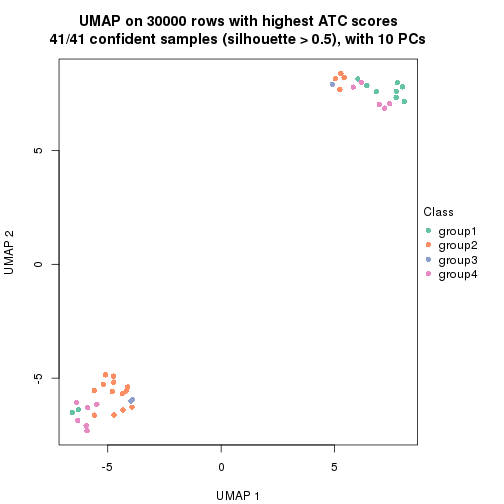 UMAP on 30000 rows with highest ATC scores
41/41 confident samples (silhouette > 0.5), with 10 PCs
5
0
-5
UMAP 2
-5
0
5
UMAP 1
Class
group1
group2
group3
group4